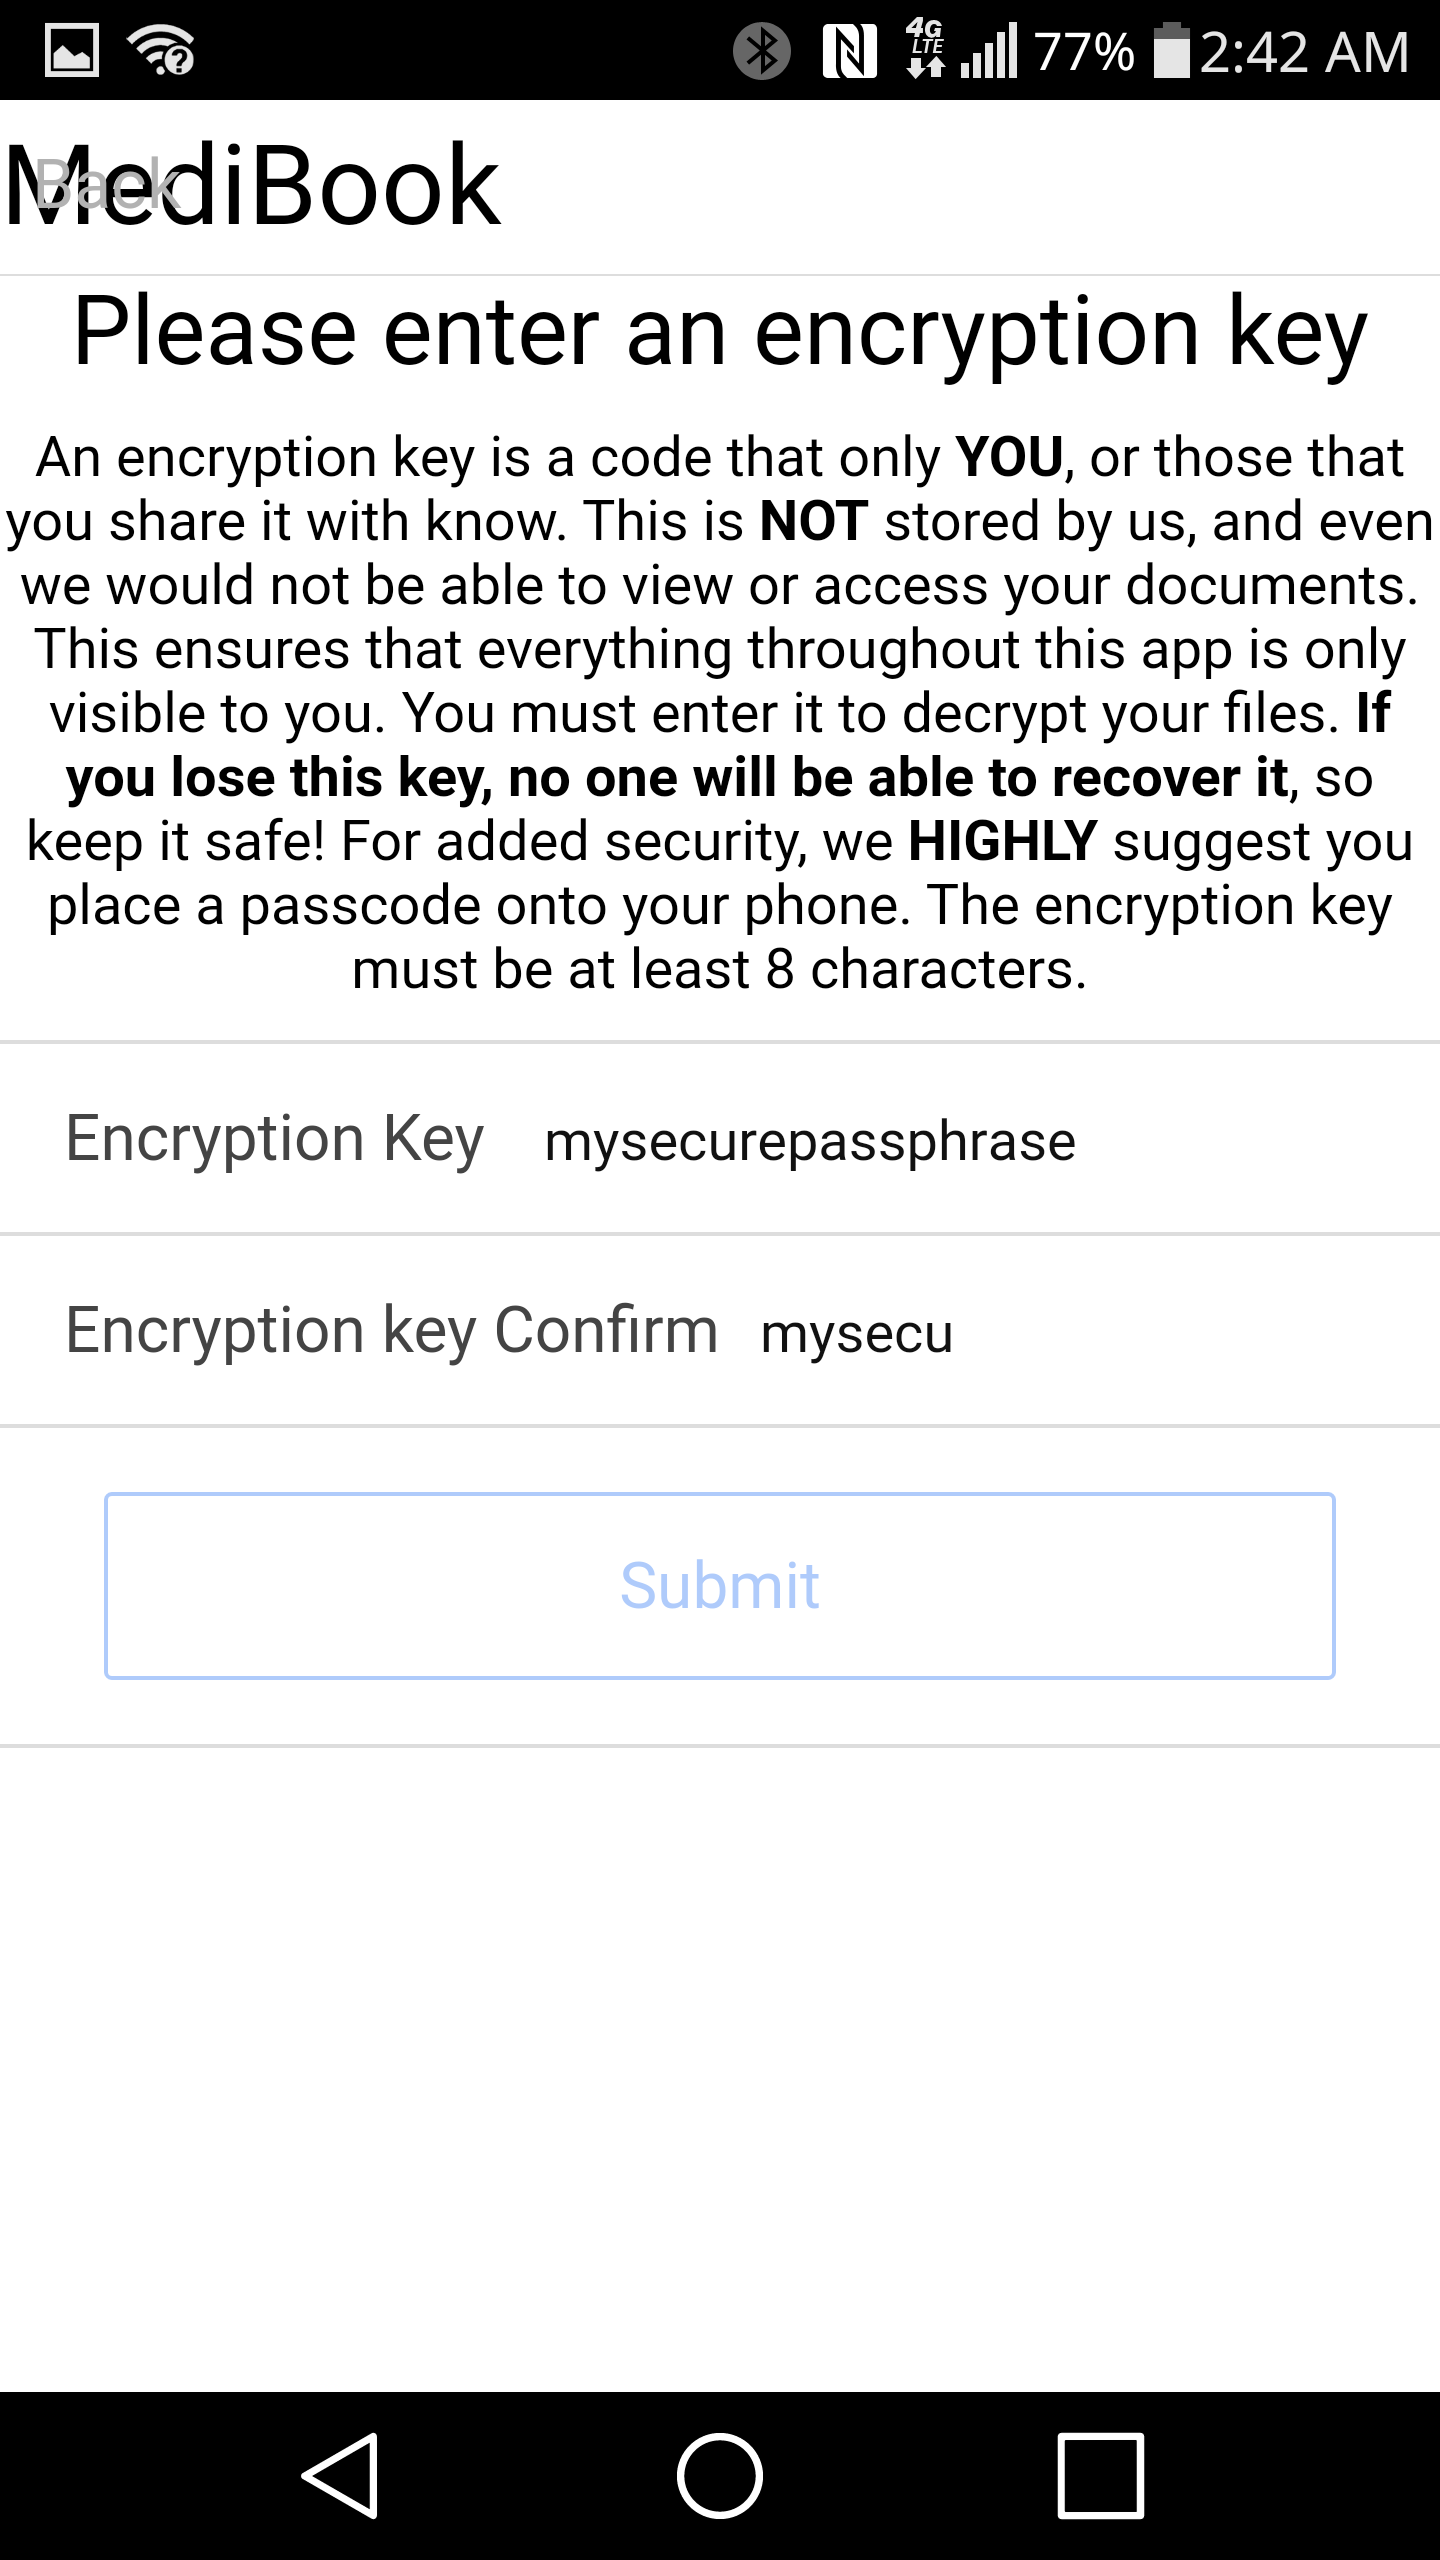 4G
LTE
77%
2:42 AM
MediBook
Back
Please enter an encryption key
An encryption key is a code that only YOU, or those that
you share it with know. This is NOT stored by us, and even
we would not be able to view or access your documents.
This ensures that everything throughout this app is only
visible to you. You must enter it to decrypt your files. If
you lose this key, no one will be able to recover it, so
keep it safe! For added security, we HIGHLY suggest you
place a passcode onto your phone. The encryption key
must be at least 8 characters.
Encryption Key mysecurepassphrase
Encryption key Confirm mysecu
Submit